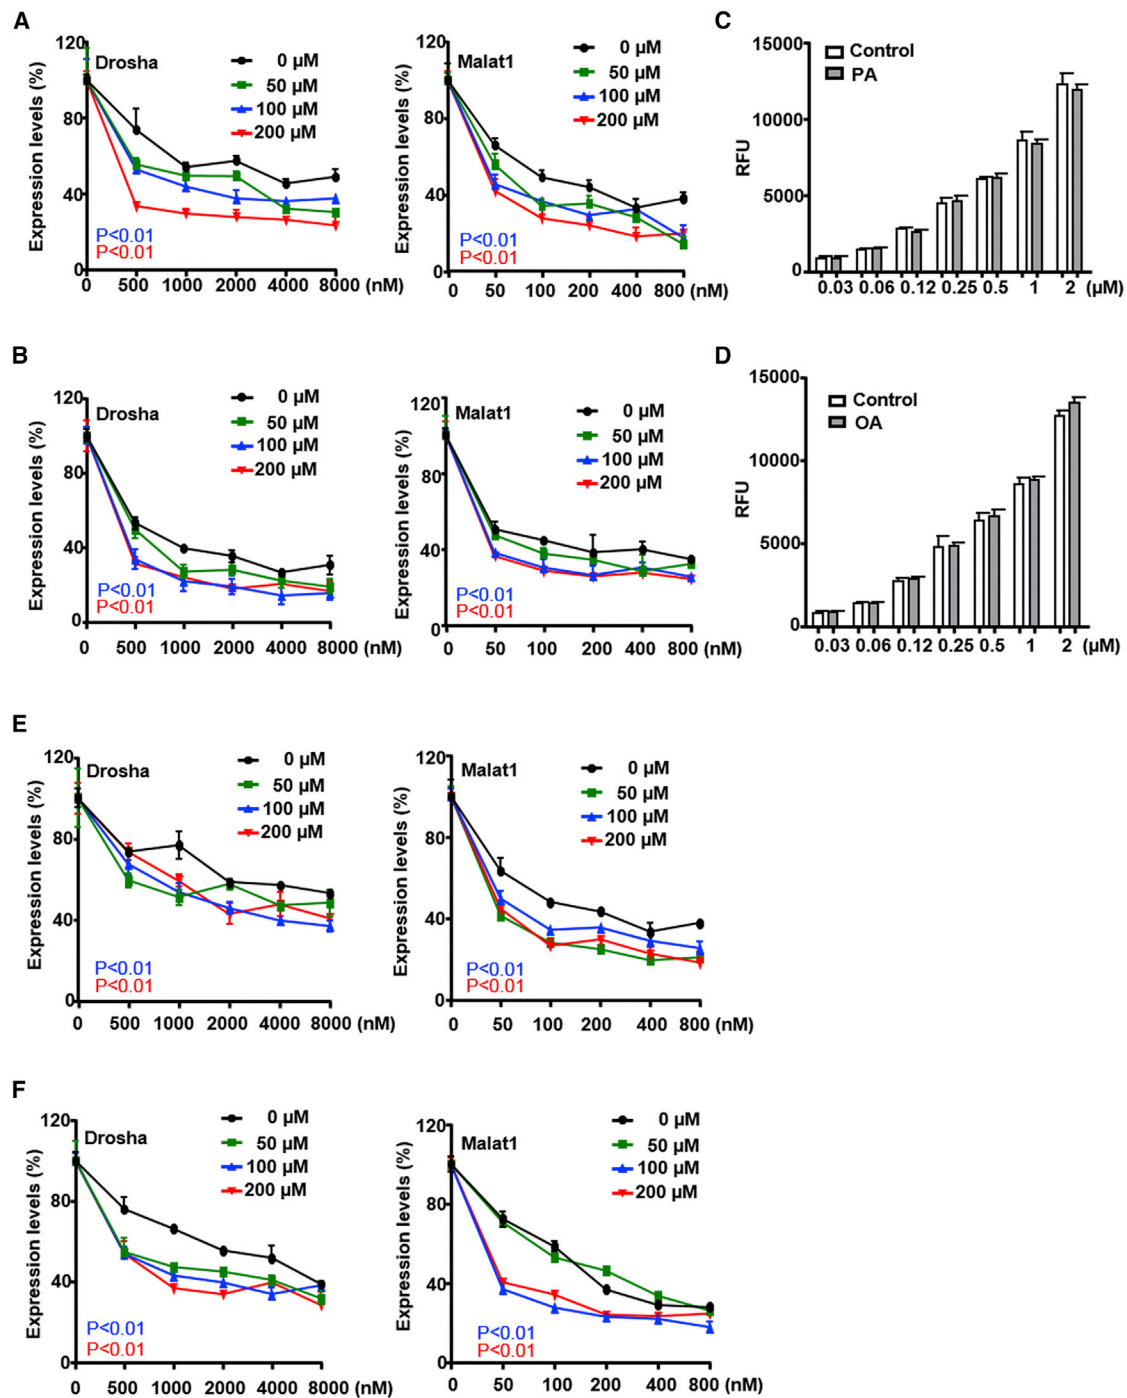 A
Expression levels (%)
120
80
40
0
Drosha
0 µM
50 µM
100 µM
200 µM
P<0.01
P<0.01
0 500 1000 2000 4000 8000 (nM)
Expression levels (%)
120
80
40
0
Malat1
0 µM
50 µM
100 µM
200 µM
P<0.01
P<0.01
0 50 100 200 400 800 (nM)
C
RFU
15000
10000
5000
0
Control
PA
0.03 0.06 0.12 0.25 0.5 1 2 (µM)
B
Expression levels (%)
120
80
40
0
Drosha
0 µM
50 µM
100 µM
200 µM
P<0.01
P<0.01
0 500 1000 2000 4000 8000 (nM)
Expression levels (%)
120
80
40
0
Malat1
0 µM
50 µM
100 µM
200 µM
P<0.01
P<0.01
0 50 100 200 400 800 (nM)
D
RFU
15000
10000
5000
0
Control
OA
0.03 0.06 0.12 0.25 0.5 1 2 (µM)
E
Expression levels (%)
120
80
40
0
Drosha
0 µM
50 µM
100 µM
200 µM
P<0.01
P<0.01
0 500 1000 2000 4000 8000 (nM)
Expression levels (%)
120
80
40
0
Malat1
0 µM
50 µM
100 µM
200 µM
P<0.01
P<0.01
0 50 100 200 400 800 (nM)
F
Expression levels (%)
120
80
40
0
Drosha
0 µM
50 µM
100 µM
200 µM
P<0.01
P<0.01
0 500 1000 2000 4000 8000 (nM)
Expression levels (%)
120
80
40
0
Malat1
0 µM
50 µM
100 µM
200 µM
P<0.01
P<0.01
0 50 100 200 400 800 (nM)